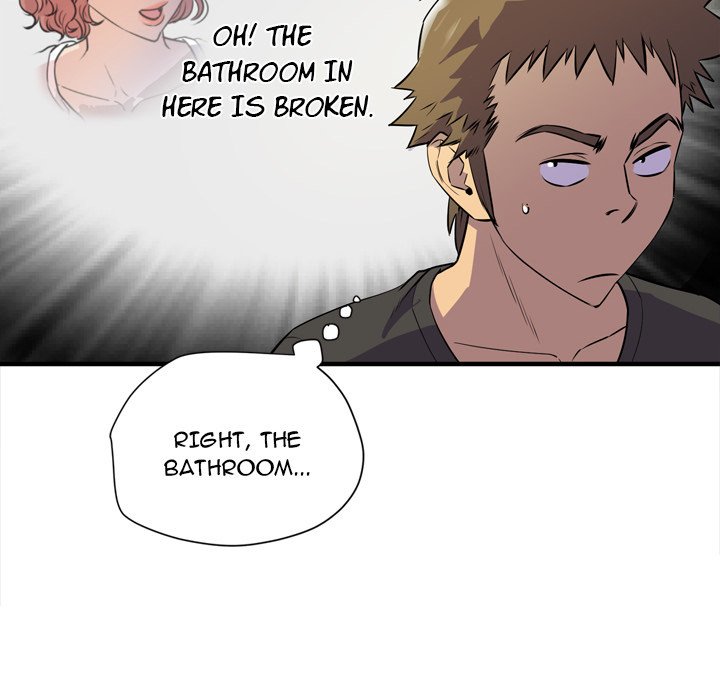 OH! THE
BATHROOM IN
HERE IS BROKEN.
RIGHT, THE
BATHROOM...